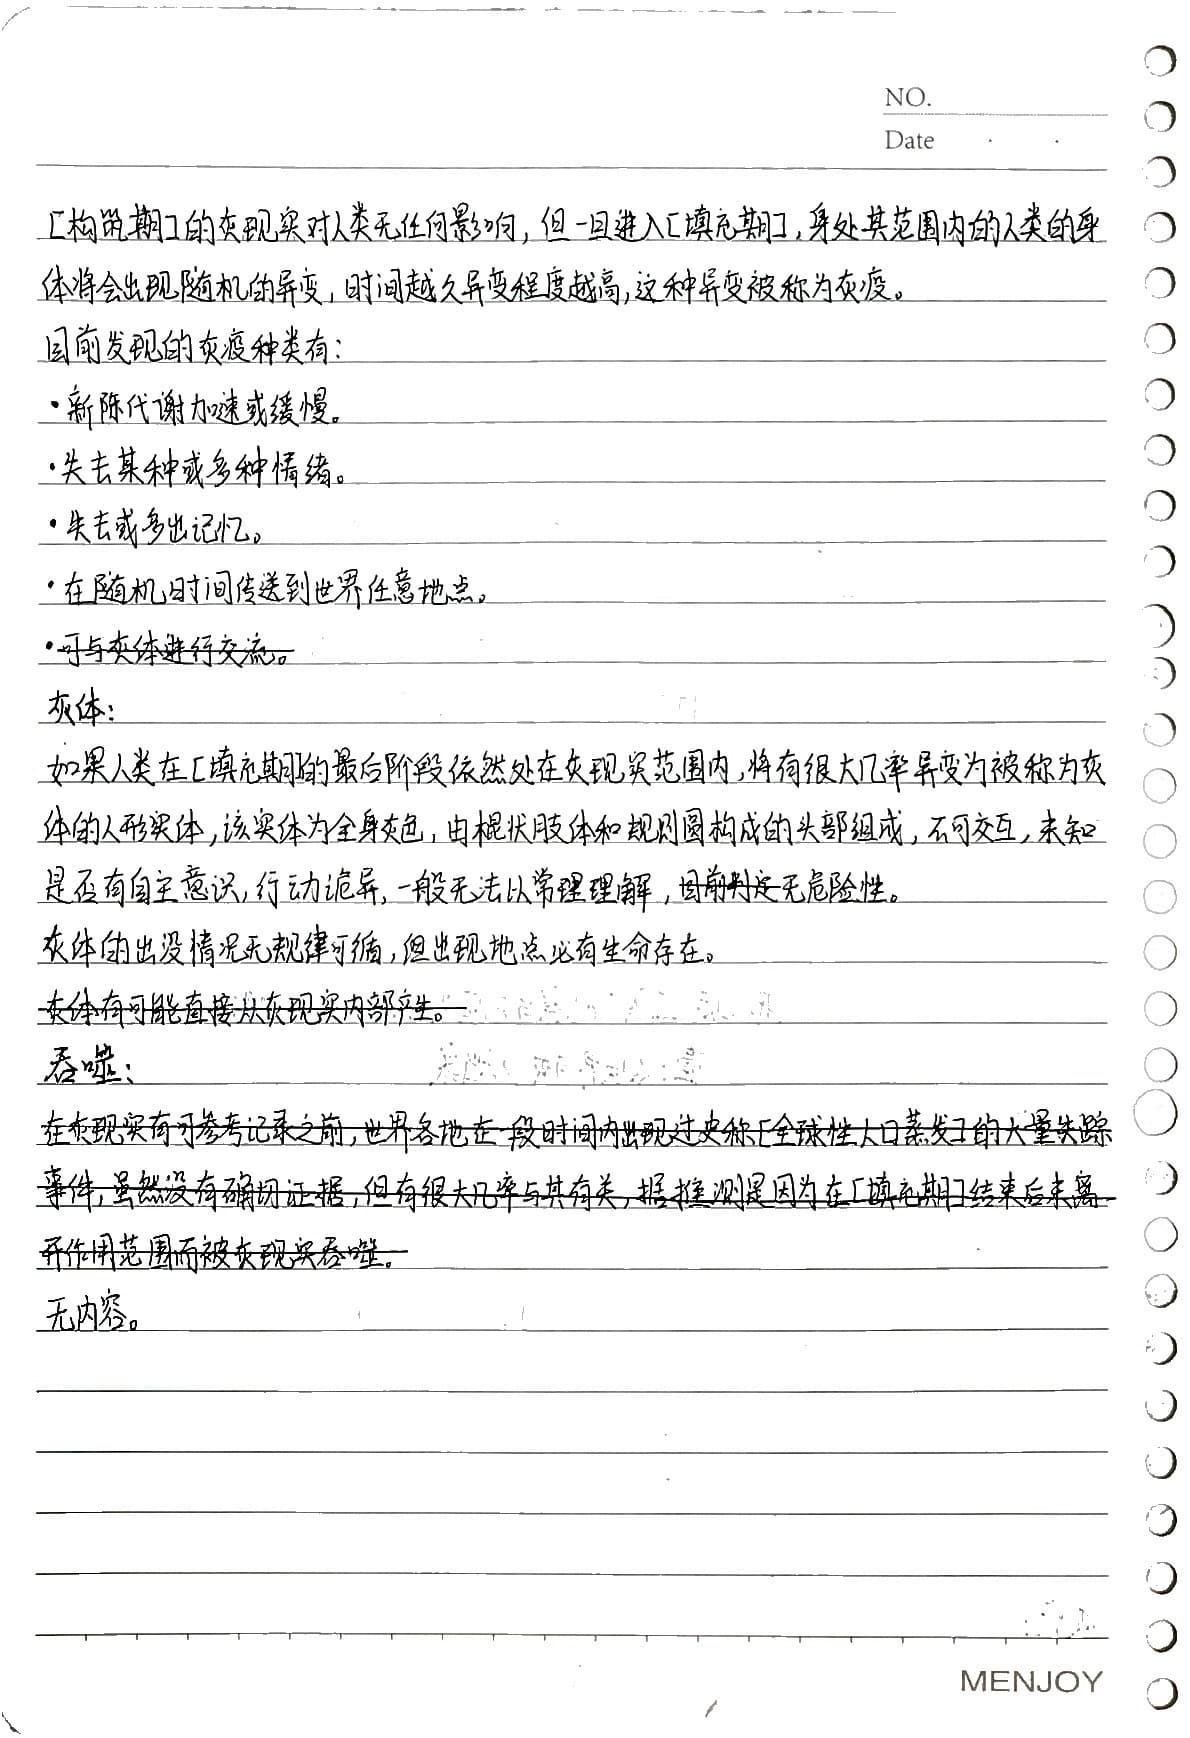 NO.
Date
[构筑期]的灰现实对人类无任何影响，但一旦进入[填充期]，身处其范围内的人类的身
体将会出现随机的异变，时间越久异变程度越高，这种异变被称为灰疫。
目前发现的灰疫种类有：
·新陈代谢加速或缓慢。
·失去某种或多种情绪。
·失去或多出记忆。
·在随机时间传送到世界任意地点。
·可与灰体进行交流。
灰体：
如果人类在[填充期]的最后阶段依然处在灰现实范围内，将有很大几率异变为被称为灰
体的人形实体，该实体为全身灰色，由棍状肢体和规则圆构成的头部组成，不可交互，未知
是否有自主意识，行动诡异，一般无法以常理理解，目前判定无危险性。
灰体的出没情况无规律可循，但出现地点必有生命存在。
灰体有可能直接从灰现实内部产生。
吞噬：
在灰现实有可参考记录之前，世界各地在一段时间内出现过史称[全球性人口蒸发]的大量失踪
事件，虽然没有确切证据，但有很大几率与其有关，据推测是因为在[填充期]结束后未离
开作用范围而被灰现实吞噬。
无内容。
MENJOY